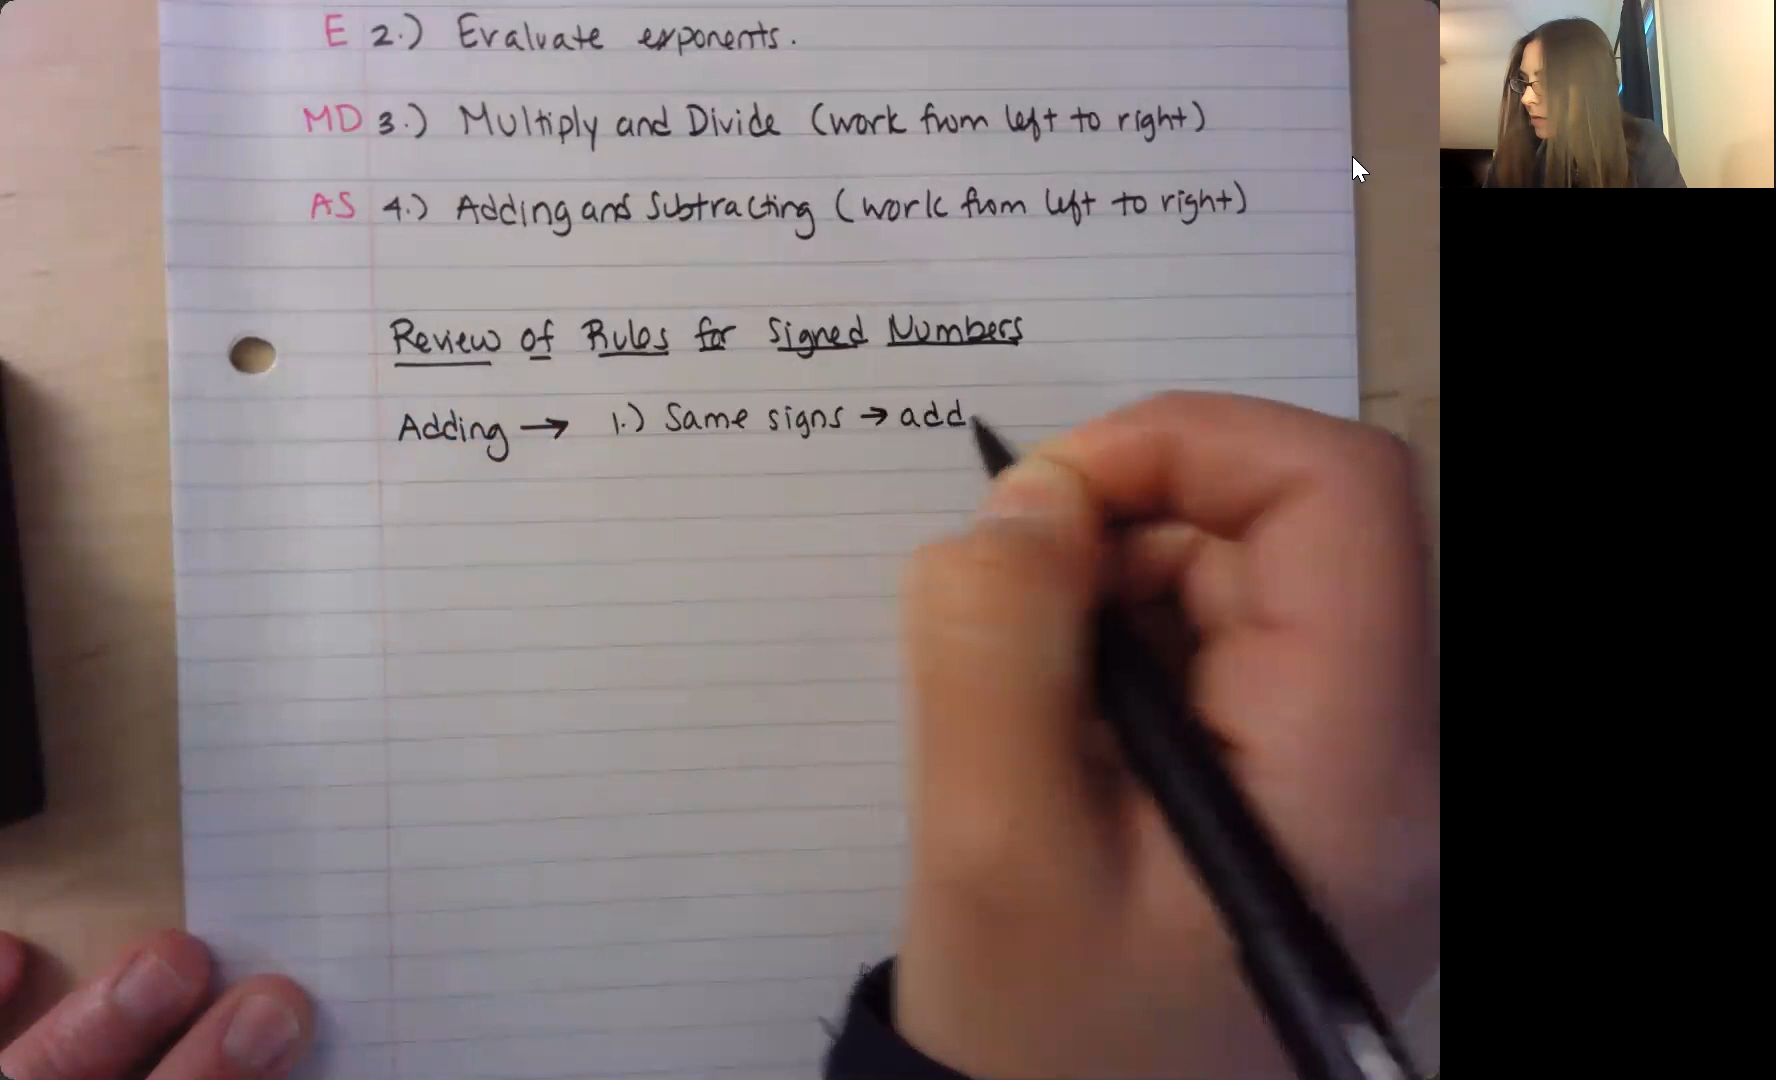 E 2.) Evaluate exponents.
MD 3.) Multiply and Divide (work from left to right)
AS 4.) Adding and Subtracting (work from left to right)
Review of Rules for Signed Numbers
Adding → 1.) Same signs → add